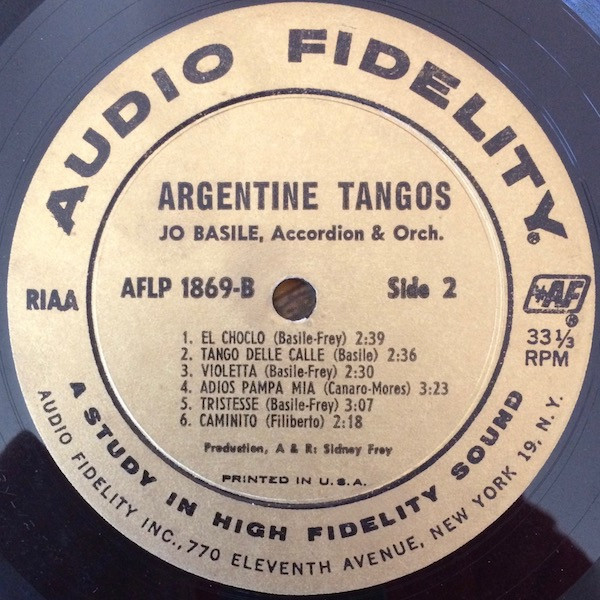 AUDIO FIDELITY®
ARGENTINE TANGOS
JO BASILE, Accordion & Orch.
RIAA
AFLP 1869-B
Side 2
AF®
33⅓
RPM
1. EL CHOCLO (Basile-Frey) 2:39
2. TANGO DELLE CALLE (Basile) 2:36
3. VIOLETTA (Basile-Frey) 2:30
4. ADIOS PAMPA MIA (Canaro-Mores) 3:23
5. TRISTESSE (Basile-Frey) 3:07
6. CAMINITO (Filiberto) 2:18
Production, A & R: Sidney Frey
PRINTED IN U.S.A.
A STUDY IN HIGH FIDELITY SOUND
AUDIO FIDELITY INC., 770 ELEVENTH AVENUE, NEW YORK 19, N.Y.